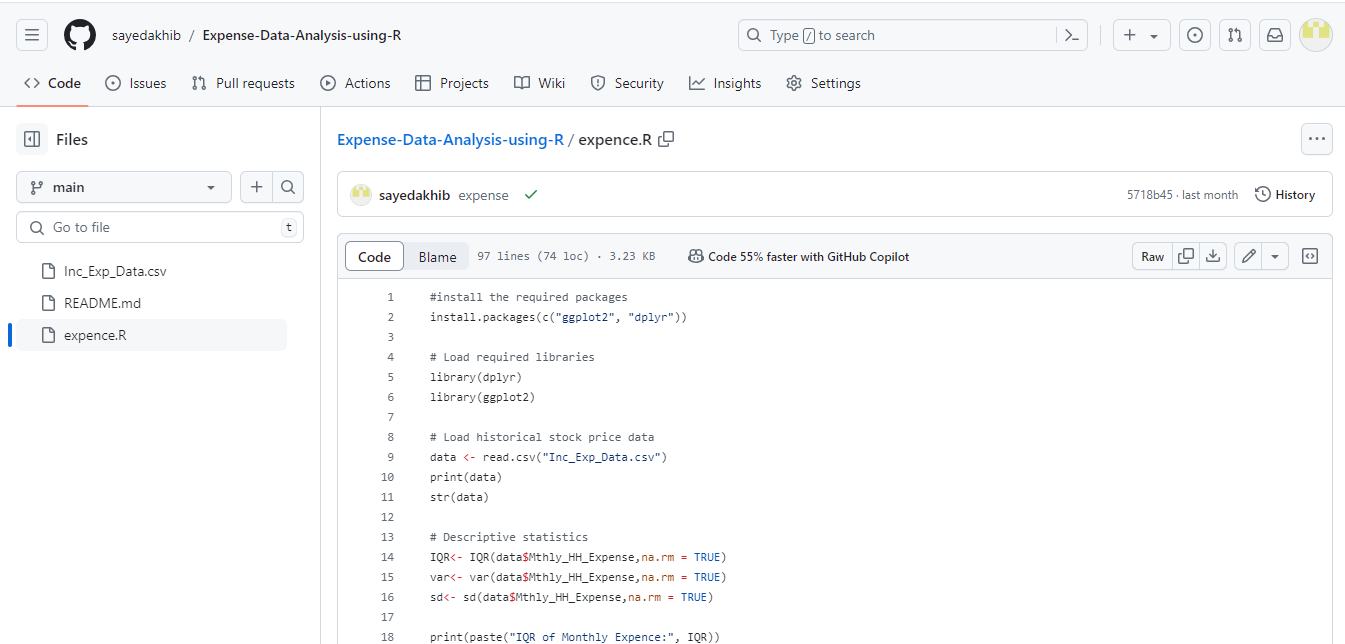 sayedakhib / Expense-Data-Analysis-using-R
Type / to search
Code Issues Pull requests Actions Projects Wiki Security Insights Settings
Files
main
Go to file t
Inc_Exp_Data.csv
README.md
expence.R
Expense-Data-Analysis-using-R / expence.R
sayedakhib expense 5718b45 · last month History
Code Blame 97 lines (74 loc) · 3.23 KB Code 55% faster with GitHub Copilot Raw
1 #install the required packages
2 install.packages(c("ggplot2", "dplyr"))
3
4 # Load required libraries
5 library(dplyr)
6 library(ggplot2)
7
8 # Load historical stock price data
9 data <- read.csv("Inc_Exp_Data.csv")
10 print(data)
11 str(data)
12
13 # Descriptive statistics
14 IQR<- IQR(data$Mthly_HH_Expense,na.rm = TRUE)
15 var<- var(data$Mthly_HH_Expense,na.rm = TRUE)
16 sd<- sd(data$Mthly_HH_Expense,na.rm = TRUE)
17
18 print(paste("IQR of Monthly Expence:", IQR))